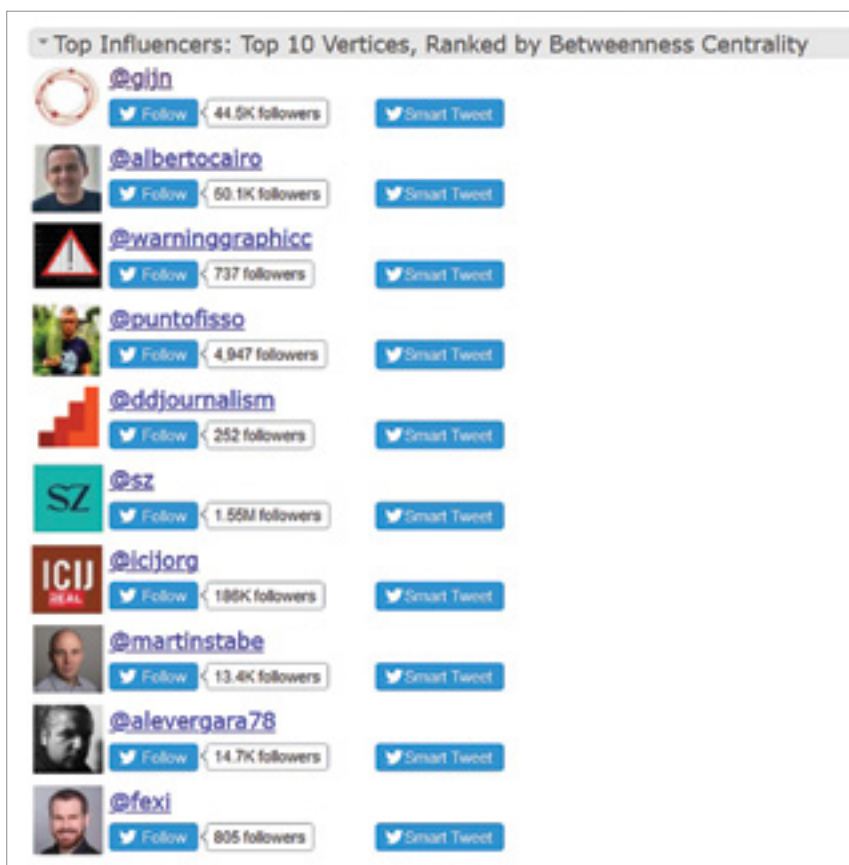 Top Influencers: Top 10 Vertices, Ranked by Betweenness Centrality
@gijn
Follow 44.5K followers Smart Tweet
@albertocairo
Follow 50.1K followers Smart Tweet
@warninggraphicc
Follow 737 followers Smart Tweet
@puntofisso
Follow 4,947 followers Smart Tweet
@ddjournalism
Follow 252 followers Smart Tweet
SZ
@sz
Follow 1.55M followers Smart Tweet
ICIJ
@icijorg
REAL
Follow 186K followers Smart Tweet
@martinstabe
Follow 13.4K followers Smart Tweet
@alevergara78
Follow 14.7K followers Smart Tweet
@fexi
Follow 805 followers Smart Tweet